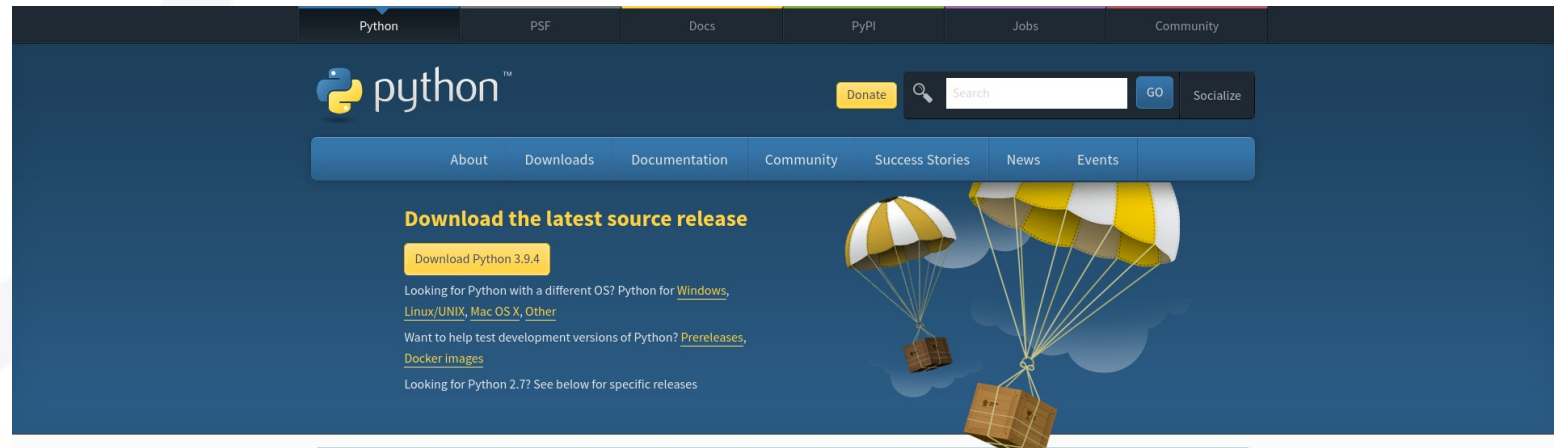 Python PSF Docs PyPI Jobs Community
python™
Donate Search GO Socialize
About Downloads Documentation Community Success Stories News Events
Download the latest source release
Download Python 3.9.4
Looking for Python with a different OS? Python for Windows,
Linux/UNIX, Mac OS X, Other
Want to help test development versions of Python? Prereleases,
Docker images
Looking for Python 2.7? See below for specific releases